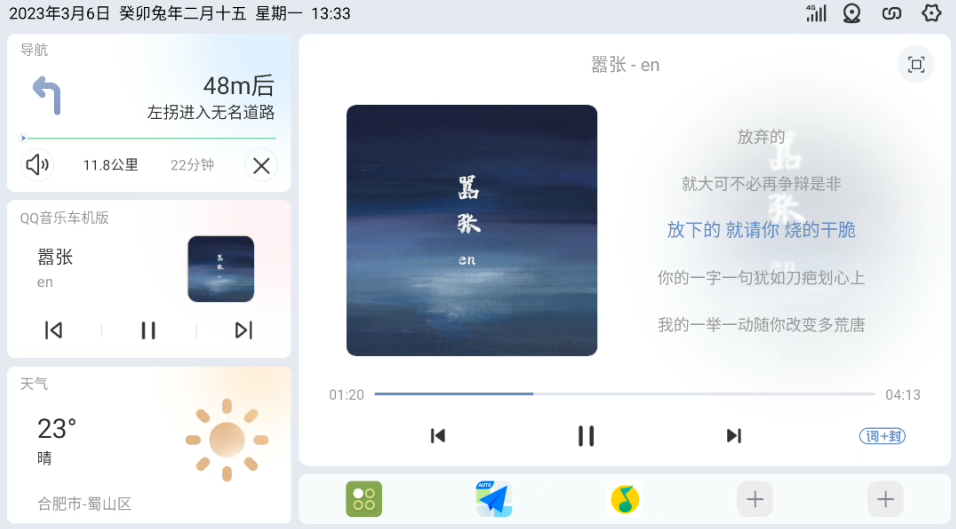 2023年3月6日 癸卯兔年二月十五 星期一 13:33
4G
导航
48m后
左拐进入无名道路
11.8公里 22分钟
QQ音乐车机版
嚣张
en
嚣
张
en
天气
23°
晴
合肥市-蜀山区
嚣张 - en
嚣
张
en
放弃的
就大可不必再争辩是非
放下的 就请你 烧的干脆
你的一字一句犹如刀疤划心上
我的一举一动随你改变多荒唐
嚣
张
en
01:20 04:13
词+封
AUTO